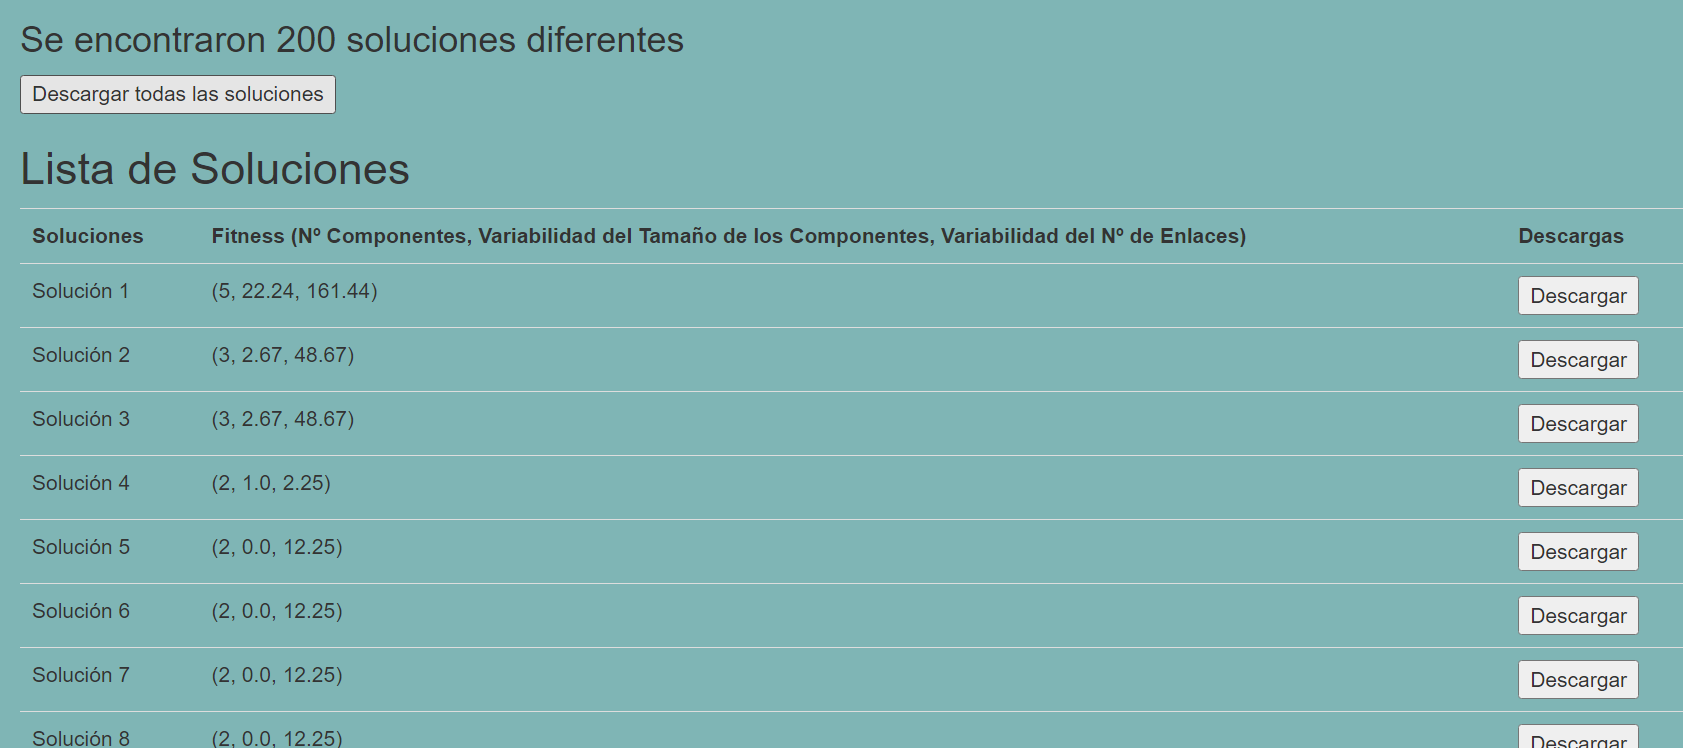 Se encontraron 200 soluciones diferentes
Descargar todas las soluciones
Lista de Soluciones
Soluciones Fitness (Nº Componentes, Variabilidad del Tamaño de los Componentes, Variabilidad del Nº de Enlaces) Descargas
Solución 1 (5, 22.24, 161.44) Descargar
Solución 2 (3, 2.67, 48.67) Descargar
Solución 3 (3, 2.67, 48.67) Descargar
Solución 4 (2, 1.0, 2.25) Descargar
Solución 5 (2, 0.0, 12.25) Descargar
Solución 6 (2, 0.0, 12.25) Descargar
Solución 7 (2, 0.0, 12.25) Descargar
Solución 8 (2, 0.0, 12.25) Descargar